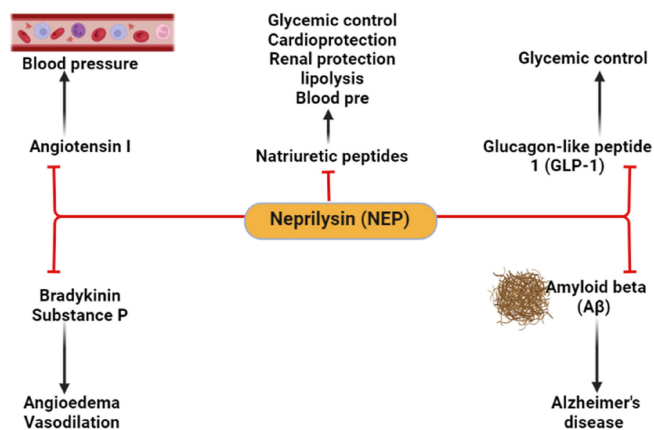 Glycemic control
Cardioprotection
Renal protection
lipolysis
Blood pre
Blood pressure
Glycemic control
Angiotensin I
Natriuretic peptides
Glucagon-like peptide
1 (GLP-1)
Neprilysin (NEP)
Bradykinin
Substance P
Amyloid beta
(Aβ)
Angioedema
Vasodilation
Alzheimer's
disease